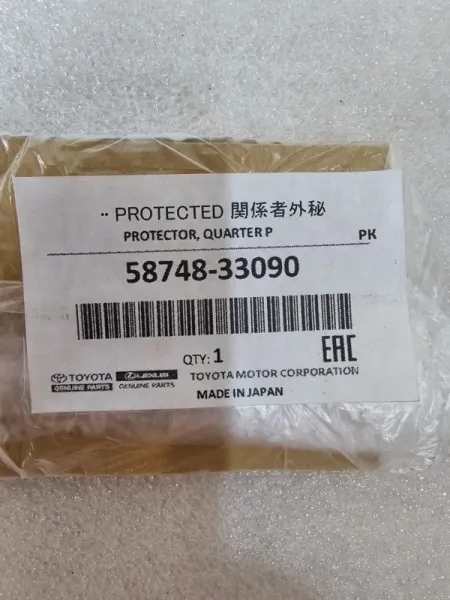 ·· PROTECTED 関係者外秘
PROTECTOR, QUARTER P PK
58748-33090
QTY: 1 EAC
TOYOTA LEXUS TOYOTA MOTOR CORPORATION
GENUINE PARTS GENUINE PARTS
MADE IN JAPAN